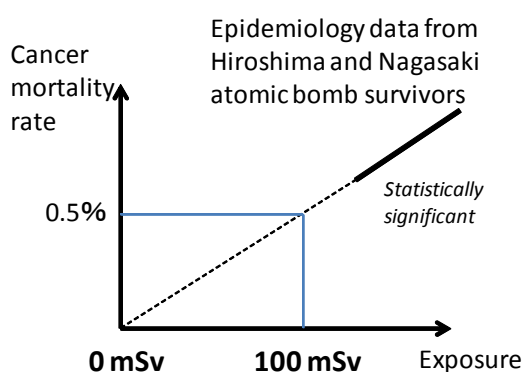 Epidemiology data from
Hiroshima and Nagasaki
atomic bomb survivors
Cancer
mortality
rate
Statistically
significant
0.5%
0 mSv
100 mSv
Exposure